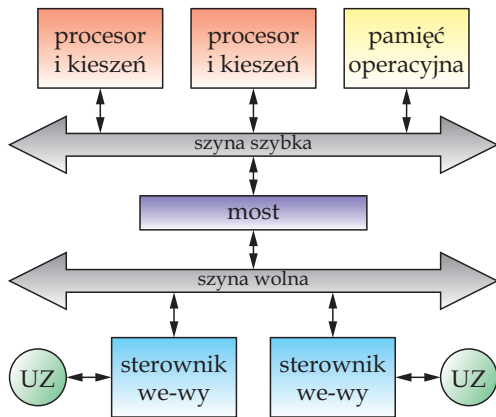 procesor
i kieszeń
procesor
i kieszeń
pamięć
operacyjna
szyna szybka
most
szyna wolna
UZ
sterownik
we-wy
sterownik
we-wy
UZ